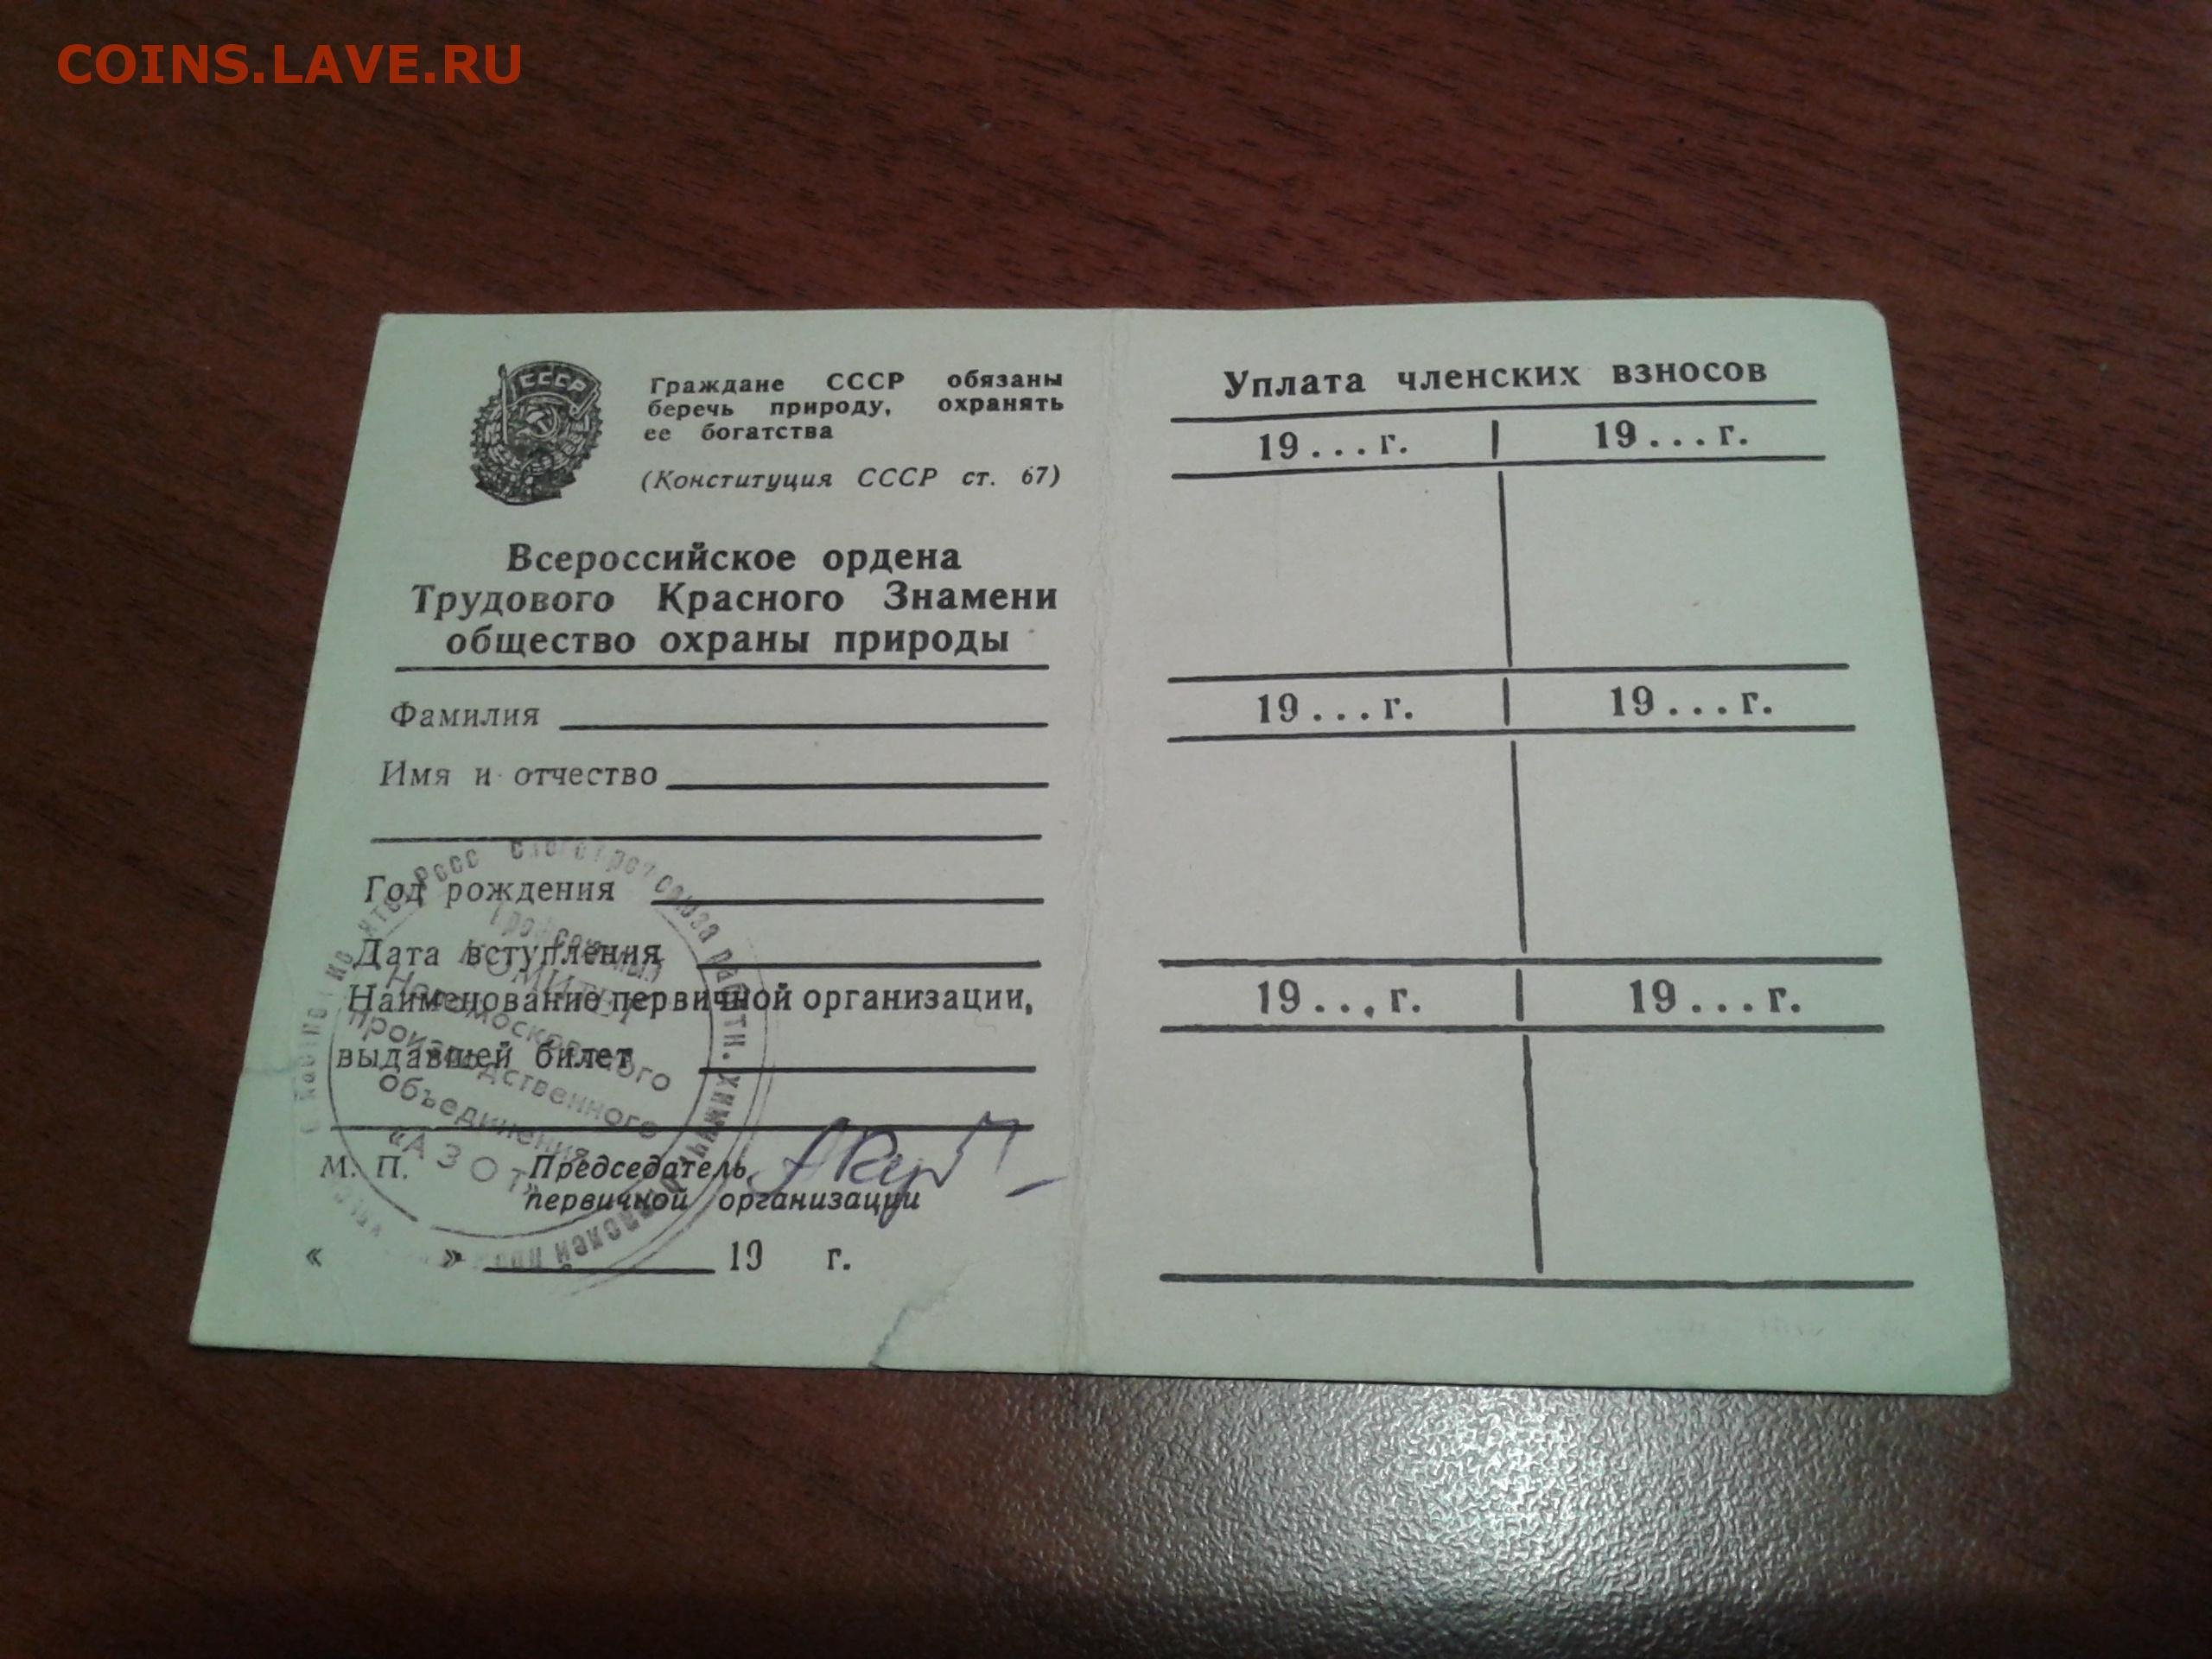 COINS.LAVE.RU
СССР
Граждане СССР обязаны
беречь природу, охранять
ее богатства
(Конституция СССР ст. 67)
Всероссийское ордена
Трудового Красного Знамени
общество охраны природы
Фамилия
Имя и отчество
Год рождения
Дата вступления
Наименование первичной организации,
выдавшей билет
М. П.
Председатель
первичной организации
« » 19 г.
КОМИТЕТ
Новомосковского
производственного
объединения
«АЗОТ»
Уплата членских взносов
19...г. | 19...г.
19...г. | 19...г.
19...г. | 19...г.